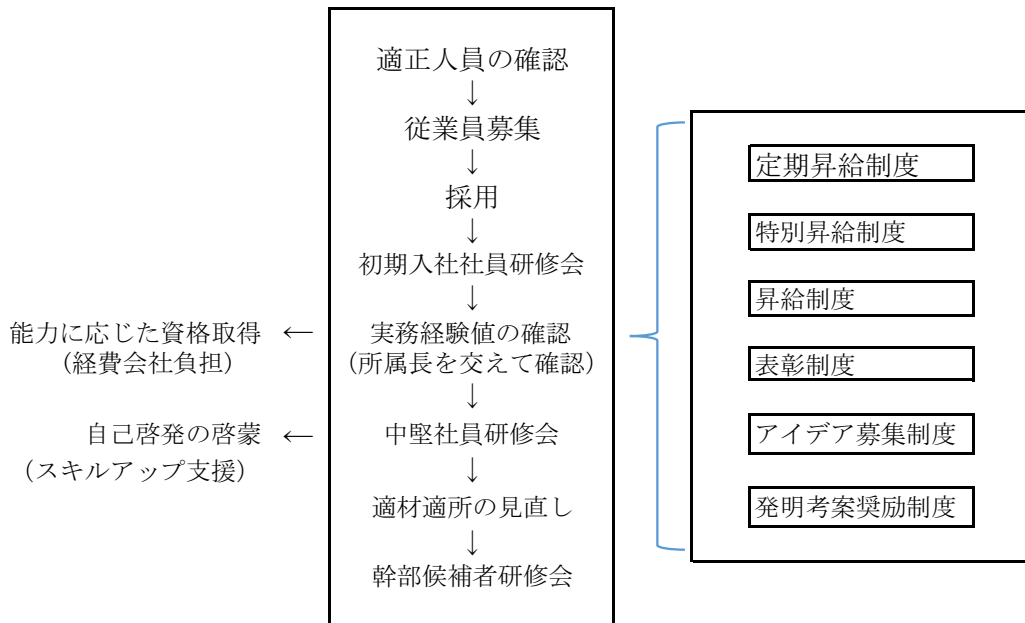 適正人員の確認
↓
従業員募集
↓
採用
↓
初期入社社員研修会
↓
能力に応じた資格取得 ← 実務経験値の確認
(経費会社負担) (所属長を交えて確認)
↓
自己啓発の啓蒙 ← 中堅社員研修会
(スキルアップ支援)
↓
適材適所の見直し
↓
幹部候補者研修会
定期昇給制度
特別昇給制度
昇給制度
表彰制度
アイデア募集制度
発明考案奨励制度